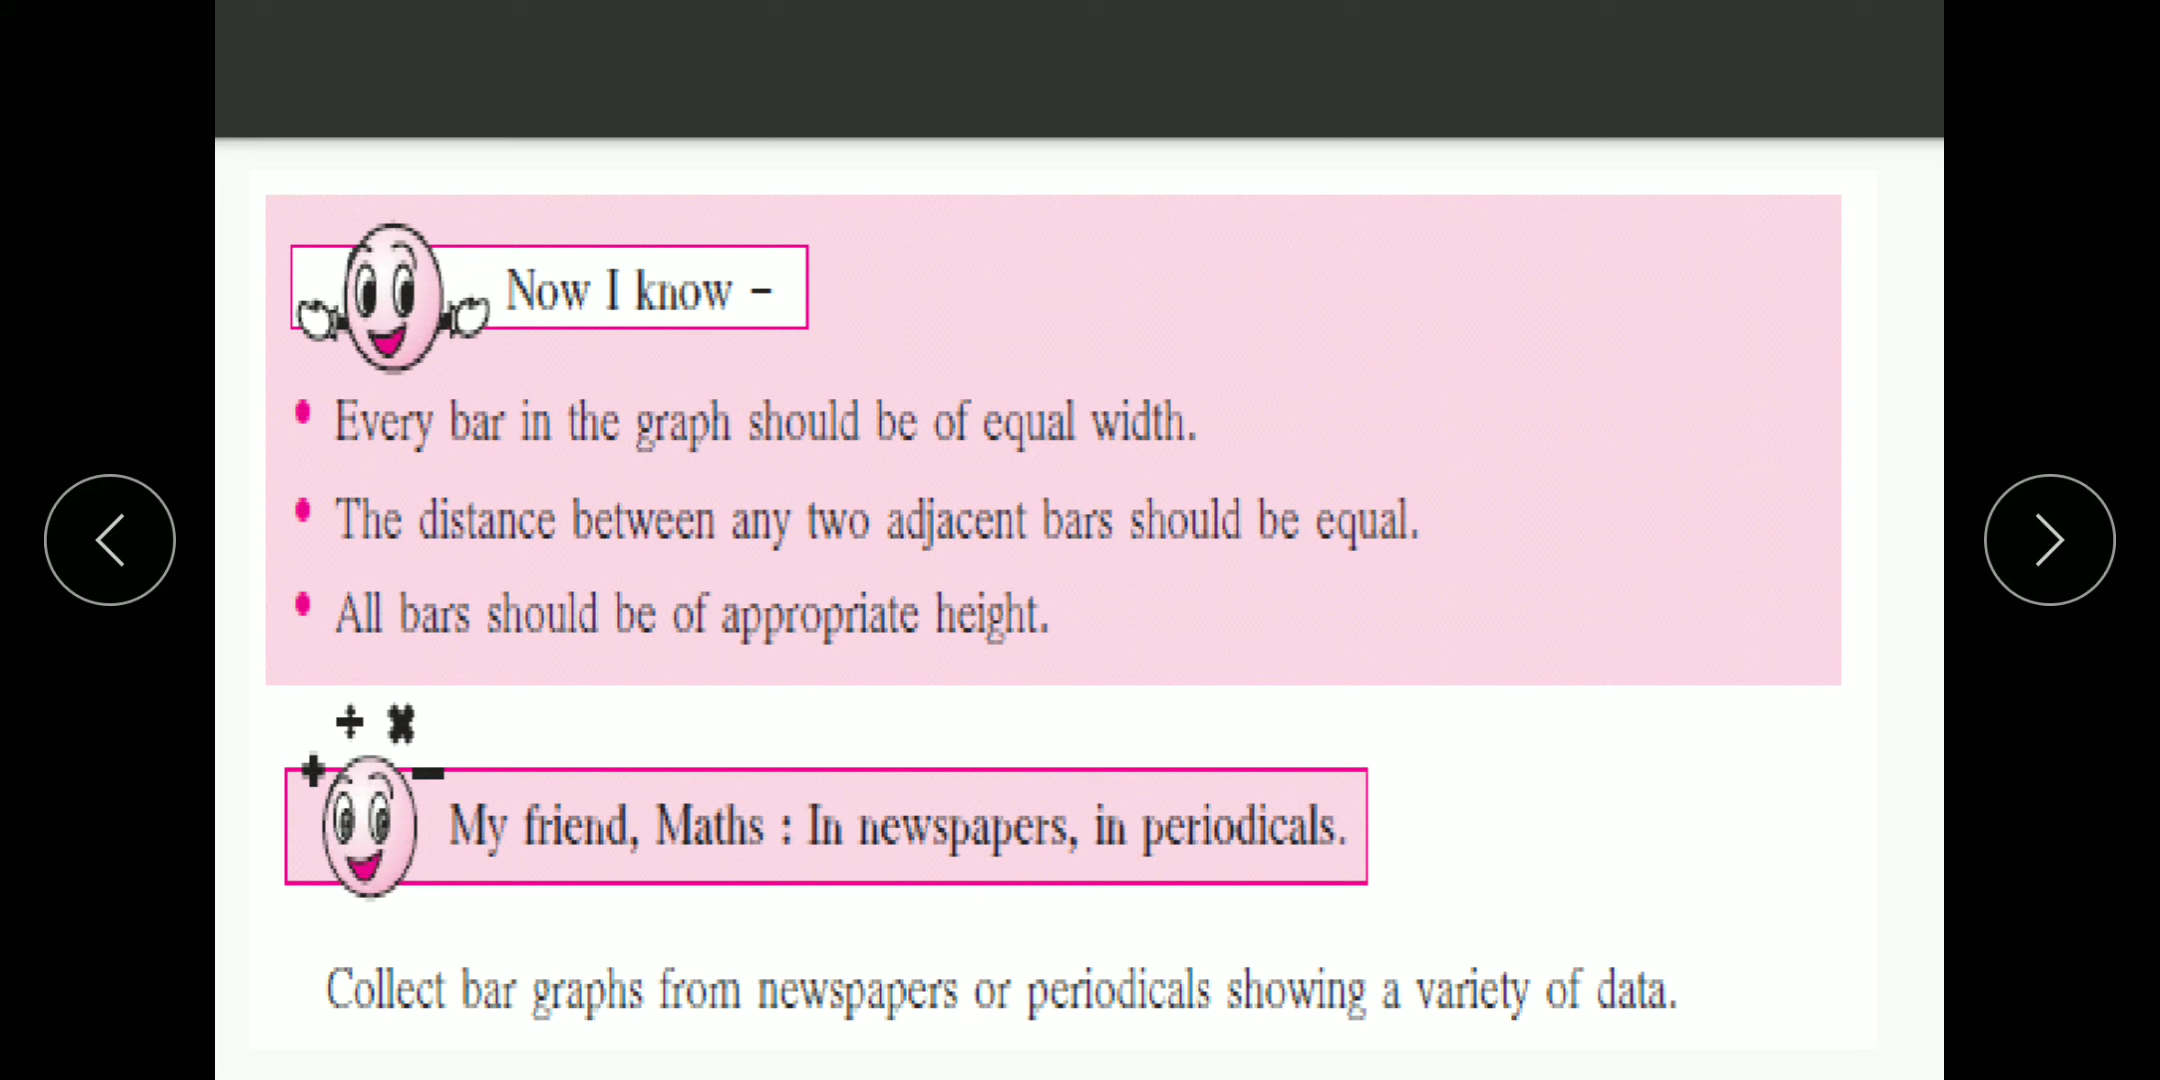 Now I know -
• Every bar in the graph should be of equal width.
• The distance between any two adjacent bars should be equal.
• All bars should be of appropriate height.
÷ ×
+ -
My friend, Maths : In newspapers, in periodicals.
Collect bar graphs from newspapers or periodicals showing a variety of data.